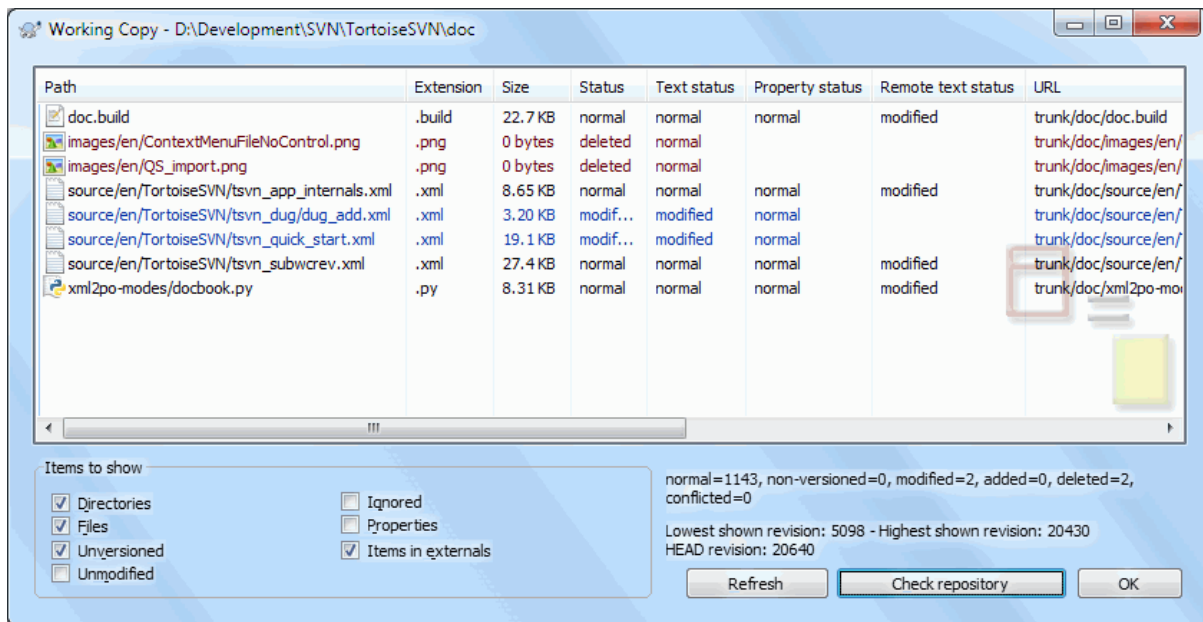 Working Copy - D:\Development\SVN\TortoiseSVN\doc
Path Extension Size Status Text status Property status Remote text status URL
doc.build .build 22.7 KB normal normal normal modified trunk/doc/doc.build
images/en/ContextMenuFileNoControl.png .png 0 bytes deleted normal trunk/doc/images/en/
images/en/QS_import.png .png 0 bytes deleted normal trunk/doc/images/en/
source/en/TortoiseSVN/tsvn_app_internals.xml .xml 8.65 KB normal normal normal modified trunk/doc/source/en/
source/en/TortoiseSVN/tsvn_dug/dug_add.xml .xml 3.20 KB modif... modified normal trunk/doc/source/en/
source/en/TortoiseSVN/tsvn_quick_start.xml .xml 19.1 KB modif... modified normal trunk/doc/source/en/
source/en/TortoiseSVN/tsvn_subwcrev.xml .xml 27.4 KB normal normal normal modified trunk/doc/source/en/
xml2po-modes/docbook.py .py 8.31 KB normal normal normal modified trunk/doc/xml2po-mo
Items to show
Directories
Files
Unversioned
Unmodified
Ignored
Properties
Items in externals
normal=1143, non-versioned=0, modified=2, added=0, deleted=2,
conflicted=0
Lowest shown revision: 5098 - Highest shown revision: 20430
HEAD revision: 20640
Refresh Check repository OK